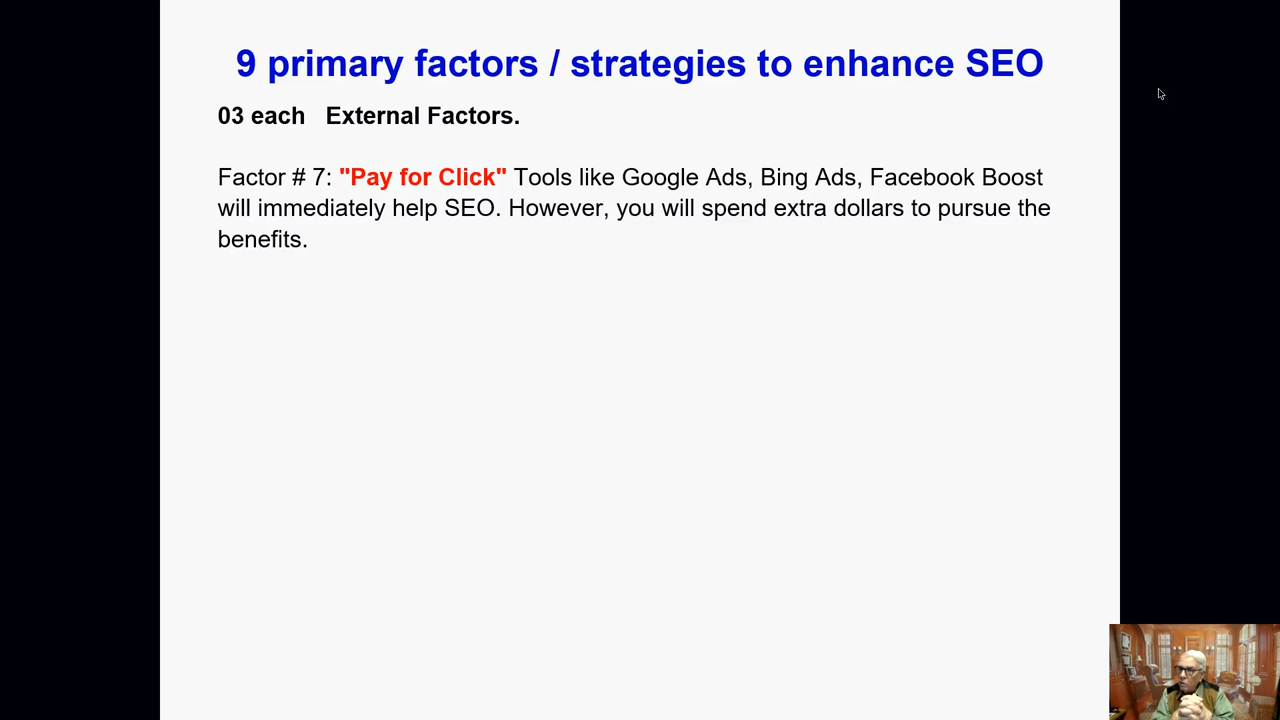 9 primary factors / strategies to enhance SEO
03 each   External Factors.
Factor # 7: "Pay for Click" Tools like Google Ads, Bing Ads, Facebook Boost
will immediately help SEO. However, you will spend extra dollars to pursue the
benefits.